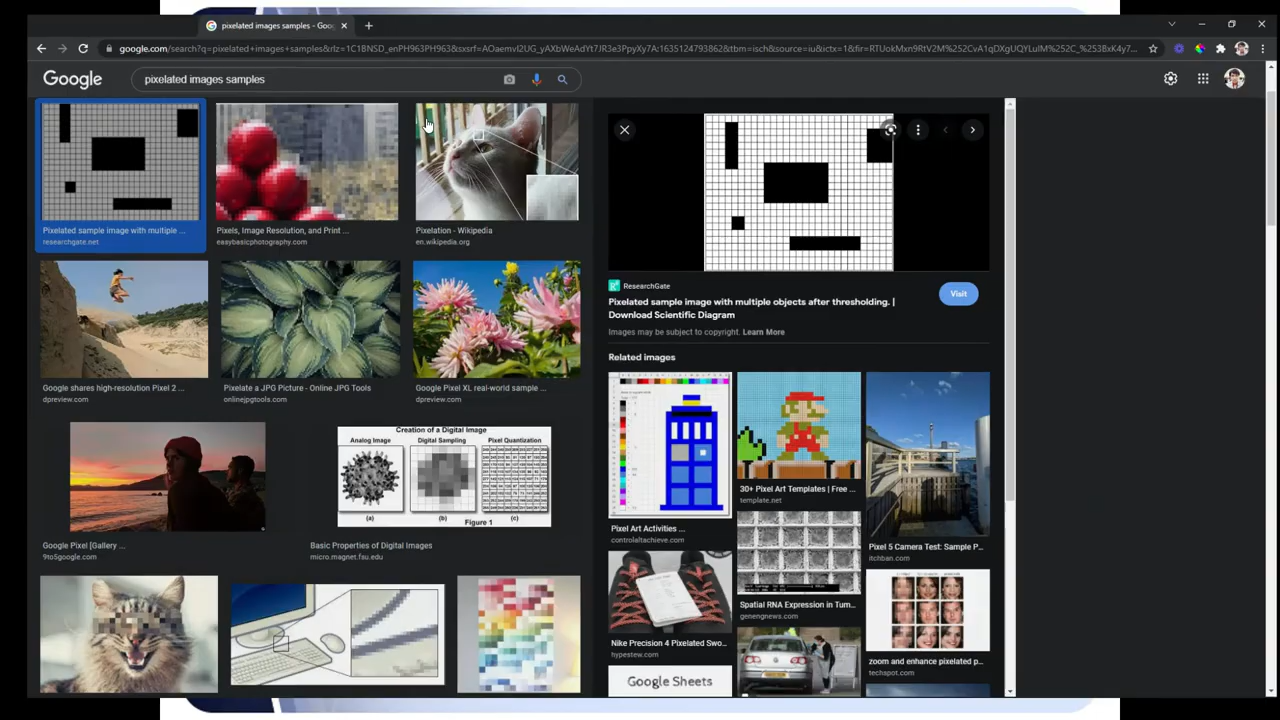 pixelated images samples - Goog
google.com/search?q=pixelated+images+samples&rlz=1C1BNSD_enPH963PH963&sxsrf=AOaemvI2UG_yAXbWeAdYt7JR3e3PpyXy7A:1635124793862&tbm=isch&source=iu&ictx=1&fir=RTUokMxn9RtV2M%252CvA1qDXgUQYLulM%252C_%253BxK4y7...
Google
pixelated images samples
Pixelated sample image with multiple ...
researchgate.net
Pixels, Image Resolution, and Print ...
easybasicphotography.com
Pixelation - Wikipedia
en.wikipedia.org
Google shares high-resolution Pixel 2 ...
dpreview.com
Pixelate a JPG Picture - Online JPG Tools
onlinejpgtools.com
Google Pixel XL real-world sample ...
dpreview.com
Creation of a Digital Image
Analog Image
Digital Sampling
Pixel Quantization
(a)
(b)
(c)
Figure 1
Google Pixel [Gallery ...
9to5google.com
Basic Properties of Digital Images
micro.magnet.fsu.edu
ResearchGate
Pixelated sample image with multiple objects after thresholding. |
Download Scientific Diagram
Visit
Images may be subject to copyright. Learn More
Related images
Pixel Art Activities ...
controlaltachieve.com
30+ Pixel Art Templates | Free ...
template.net
Pixel 5 Camera Test: Sample P...
itchban.com
Nike Precision 4 Pixelated Swo...
hypestew.com
Spatial RNA Expression in Tum...
genengnews.com
zoom and enhance pixelated p...
techspot.com
Google Sheets